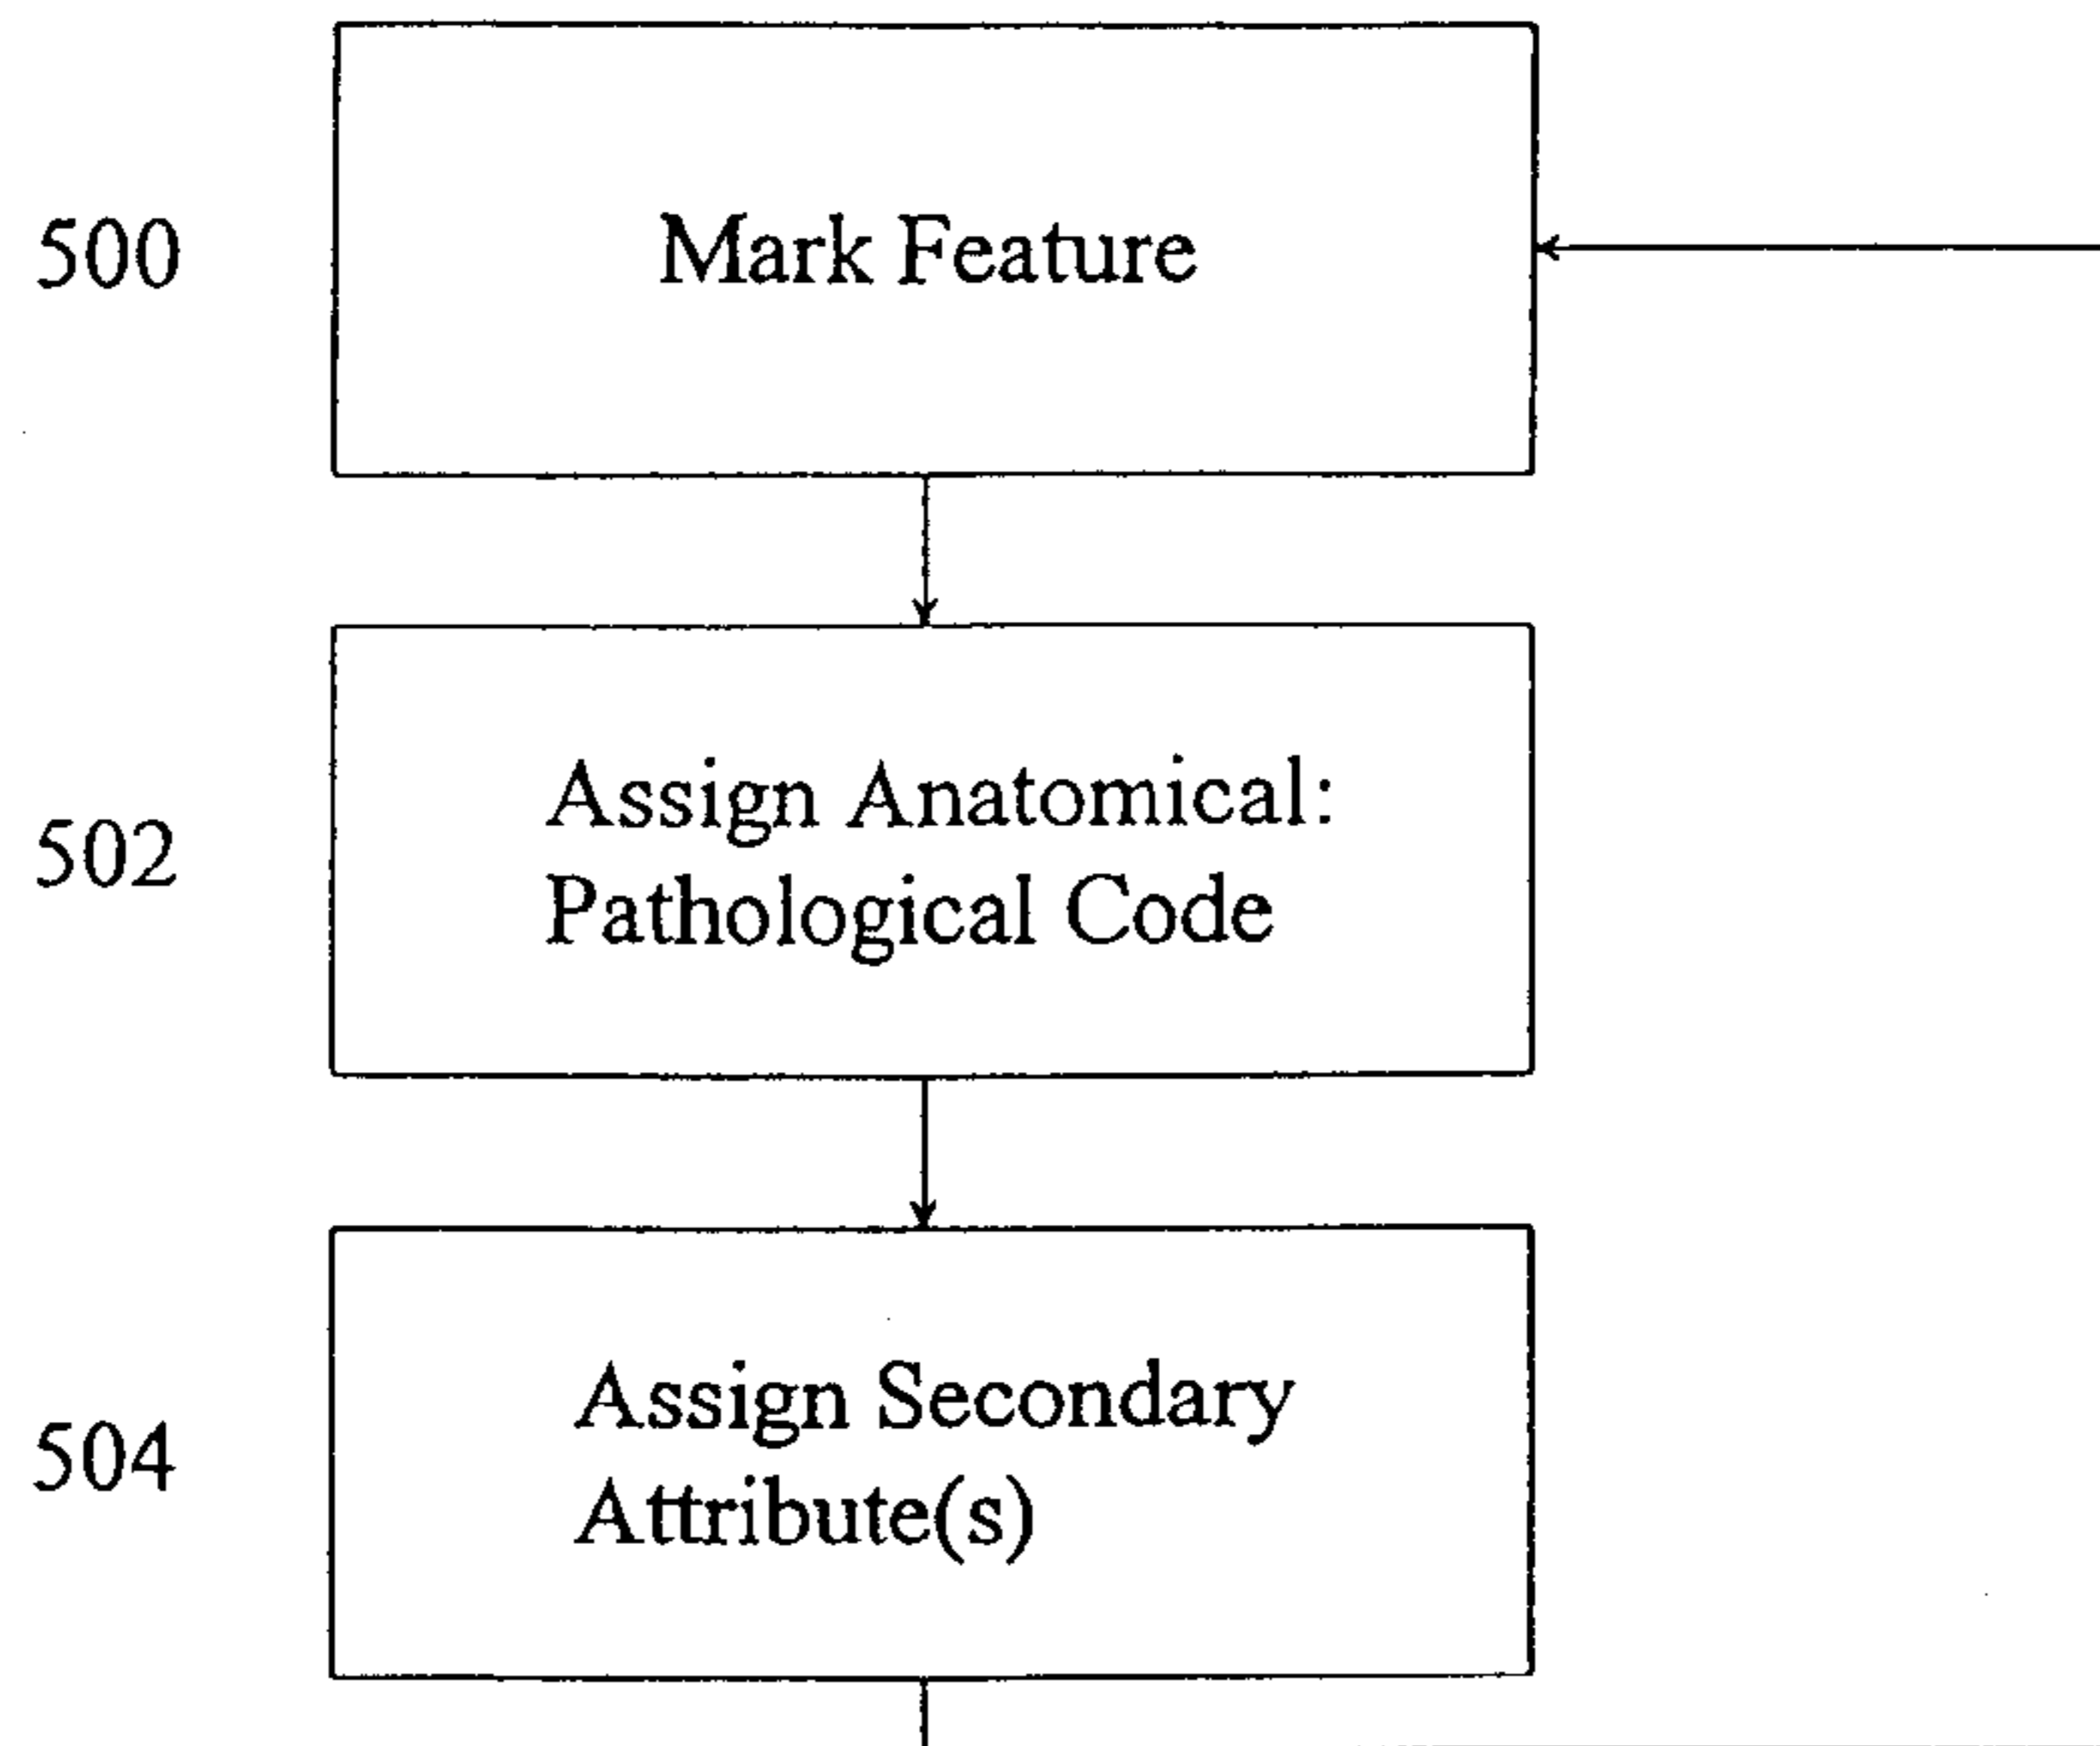 500
Mark Feature
502
Assign Anatomical:
Pathological Code
504
Assign Secondary
Attribute(s)